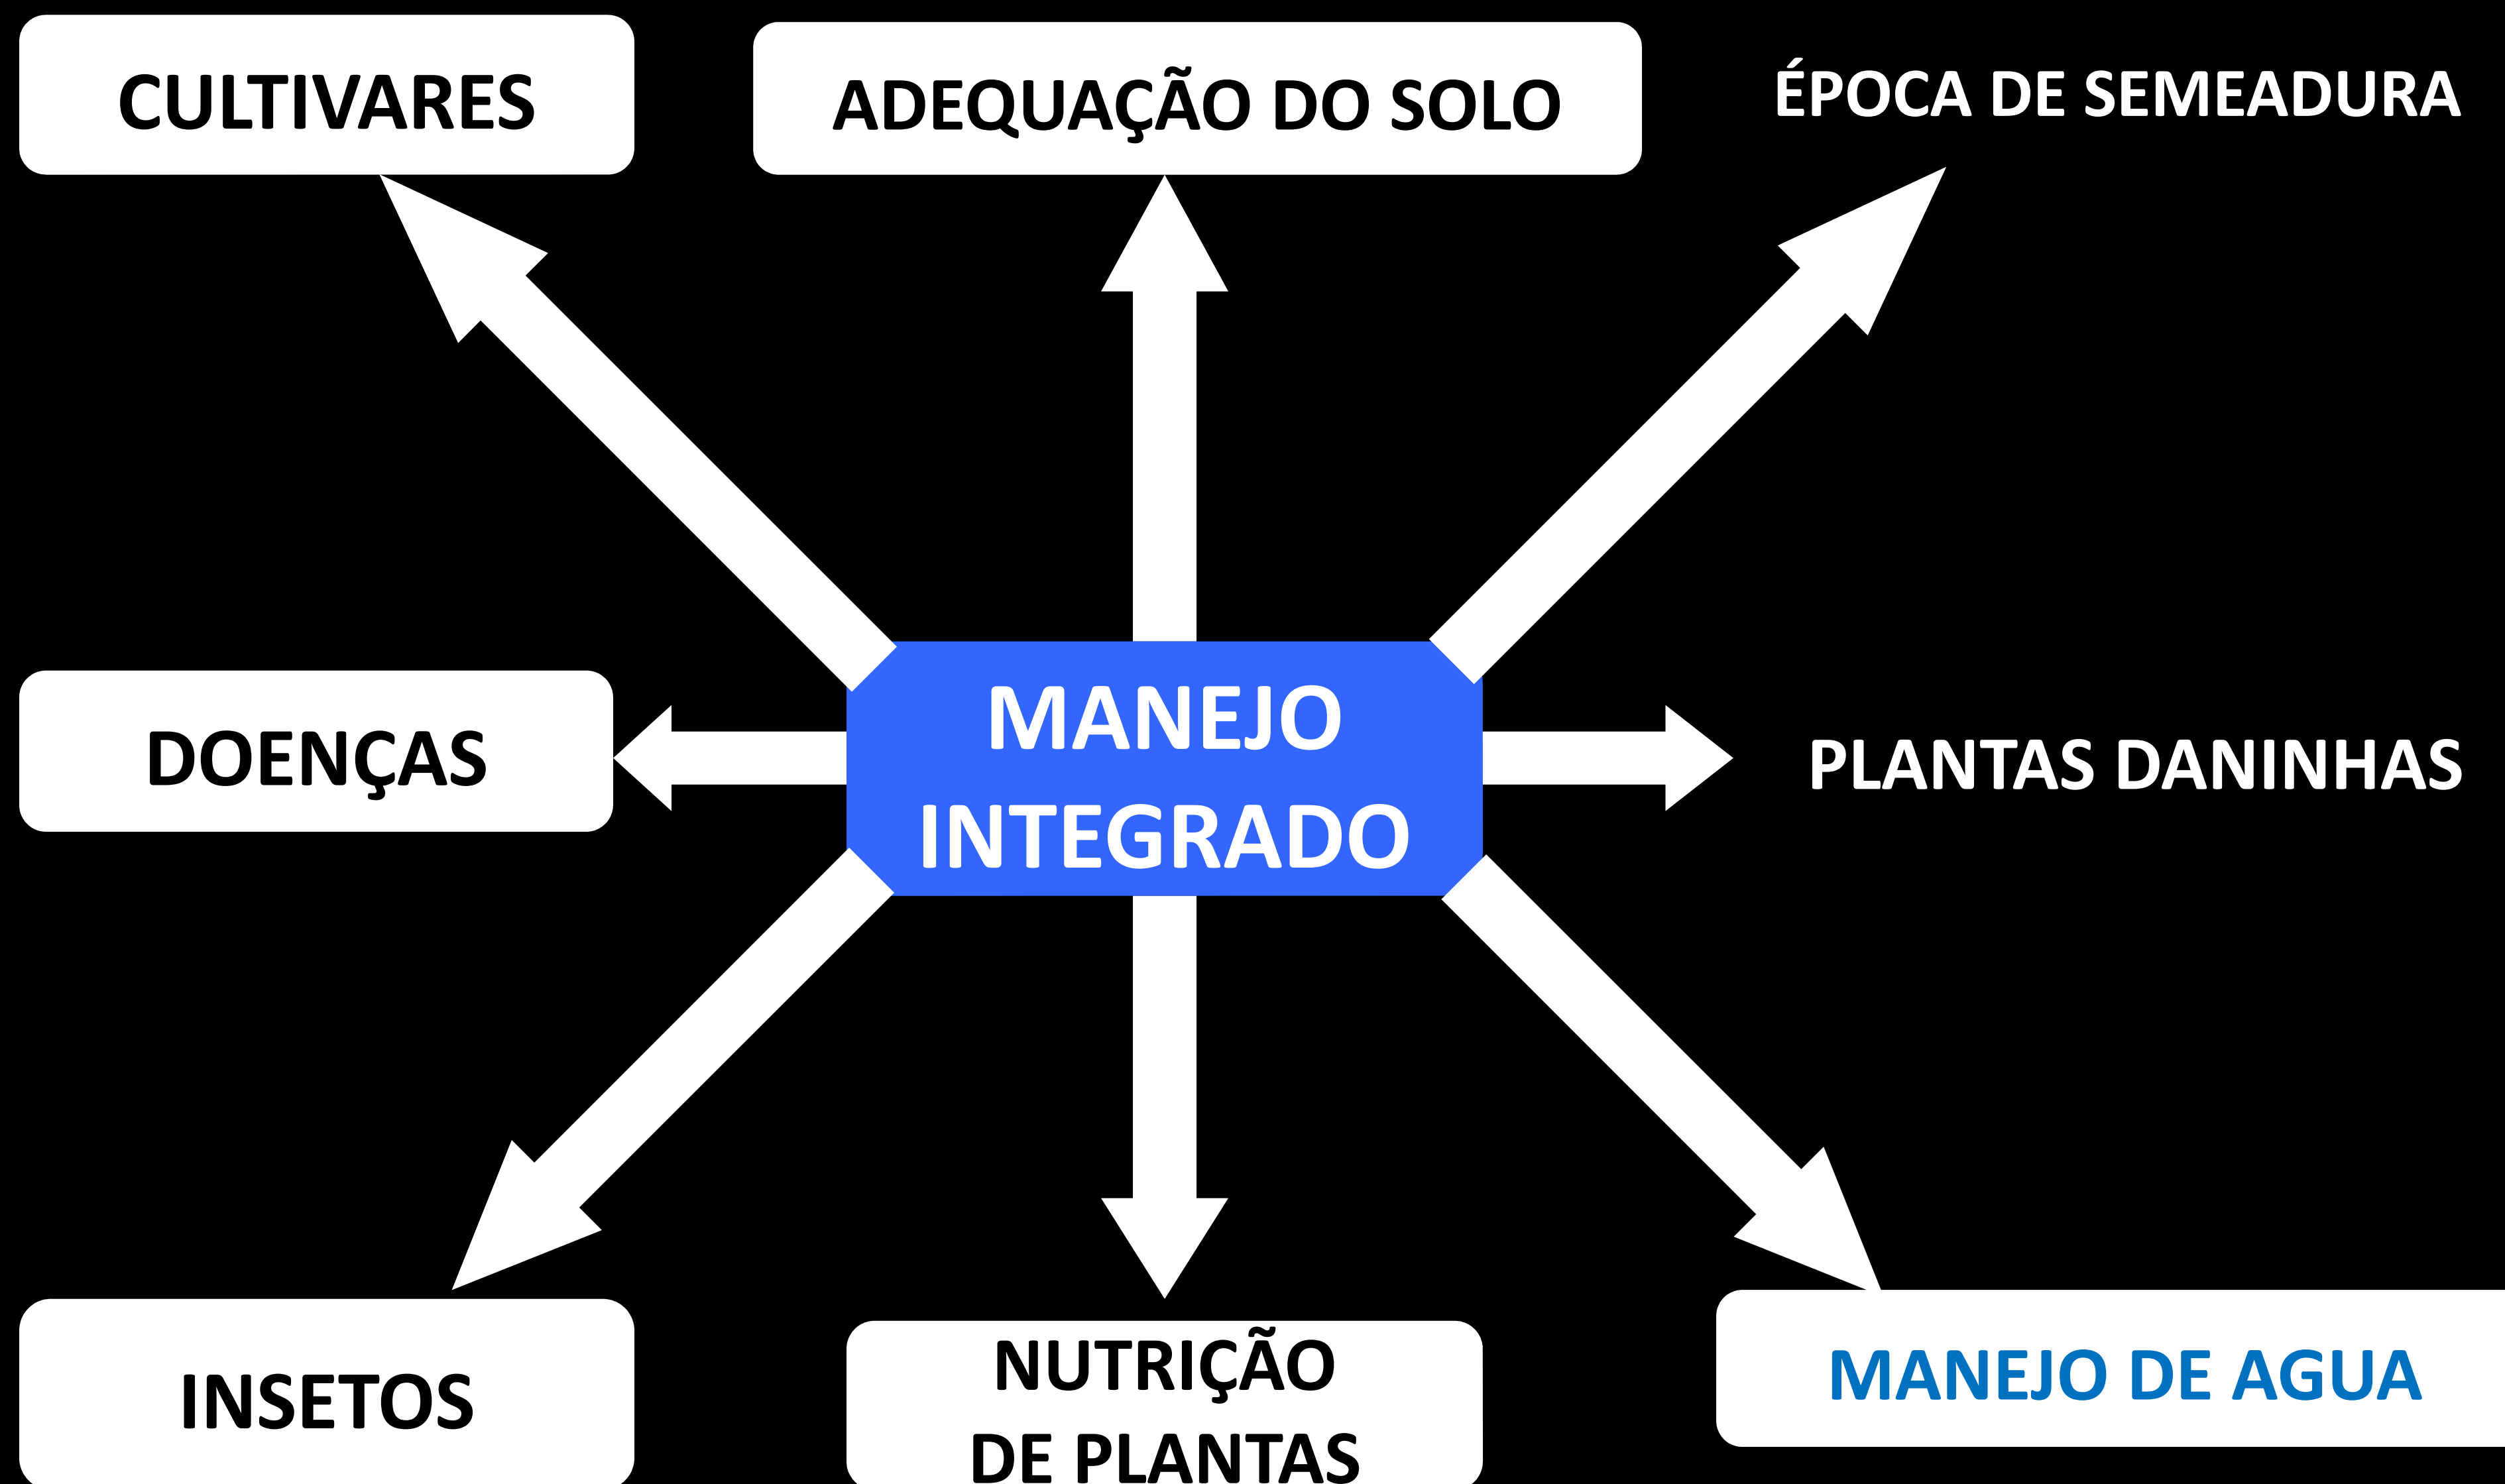 CULTIVARES
ADEQUAÇÃO DO SOLO
ÉPOCA DE SEMEADURA
DOENÇAS
MANEJO
INTEGRADO
PLANTAS DANINHAS
INSETOS
NUTRIÇÃO
DE PLANTAS
MANEJO DE AGUA